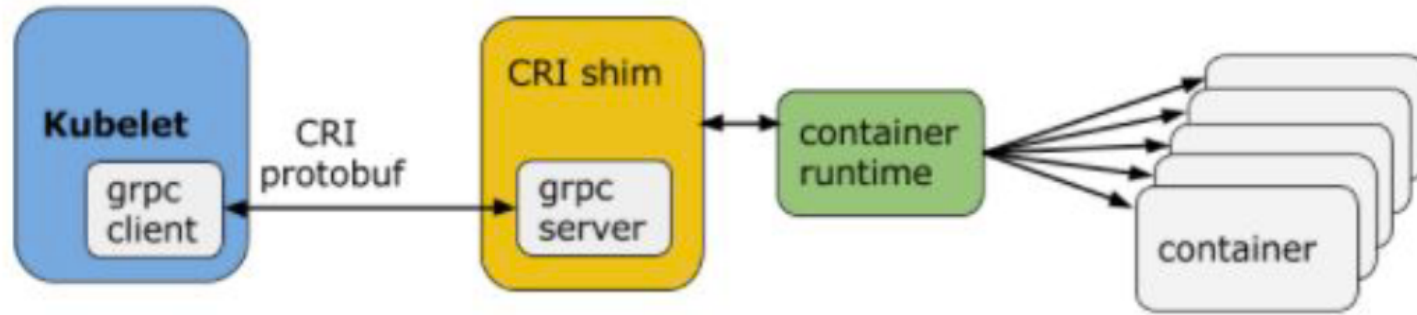 Kubelet
grpc
client
CRI
protobuf
CRI shim
grpc
server
container
runtime
container